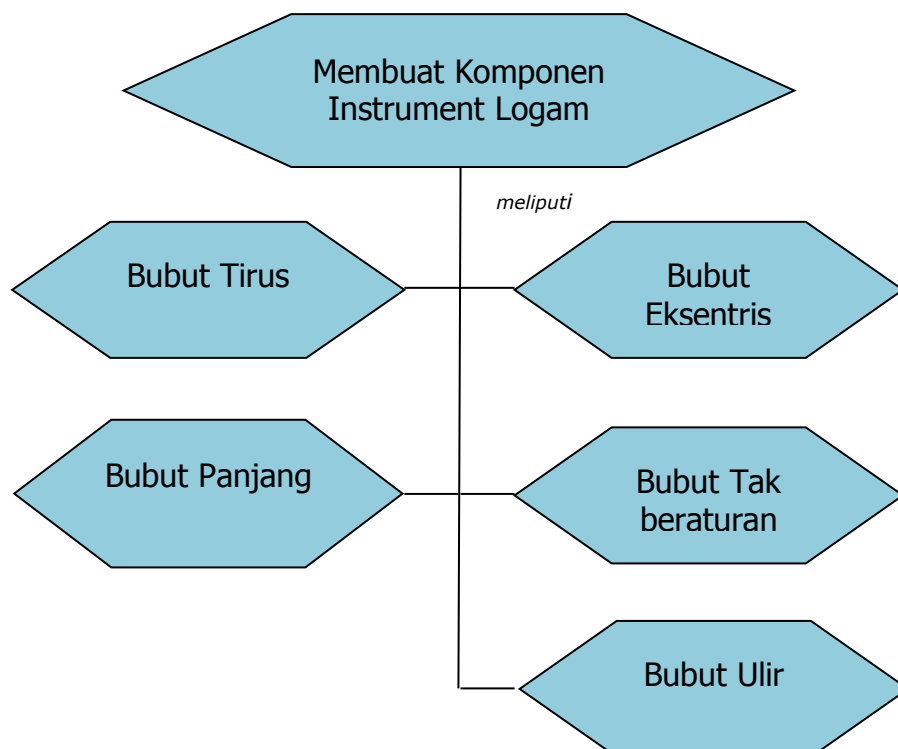 Membuat Komponen
Instrument Logam
meliputi
Bubut Tirus
Bubut
Eksentris
Bubut Panjang
Bubut Tak
beraturan
Bubut Ulir